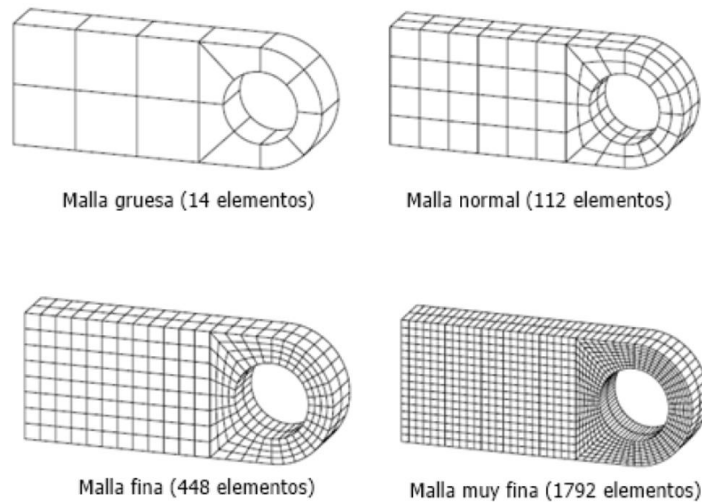 Malla gruesa (14 elementos)
Malla normal (112 elementos)
Malla fina (448 elementos)
Malla muy fina (1792 elementos)